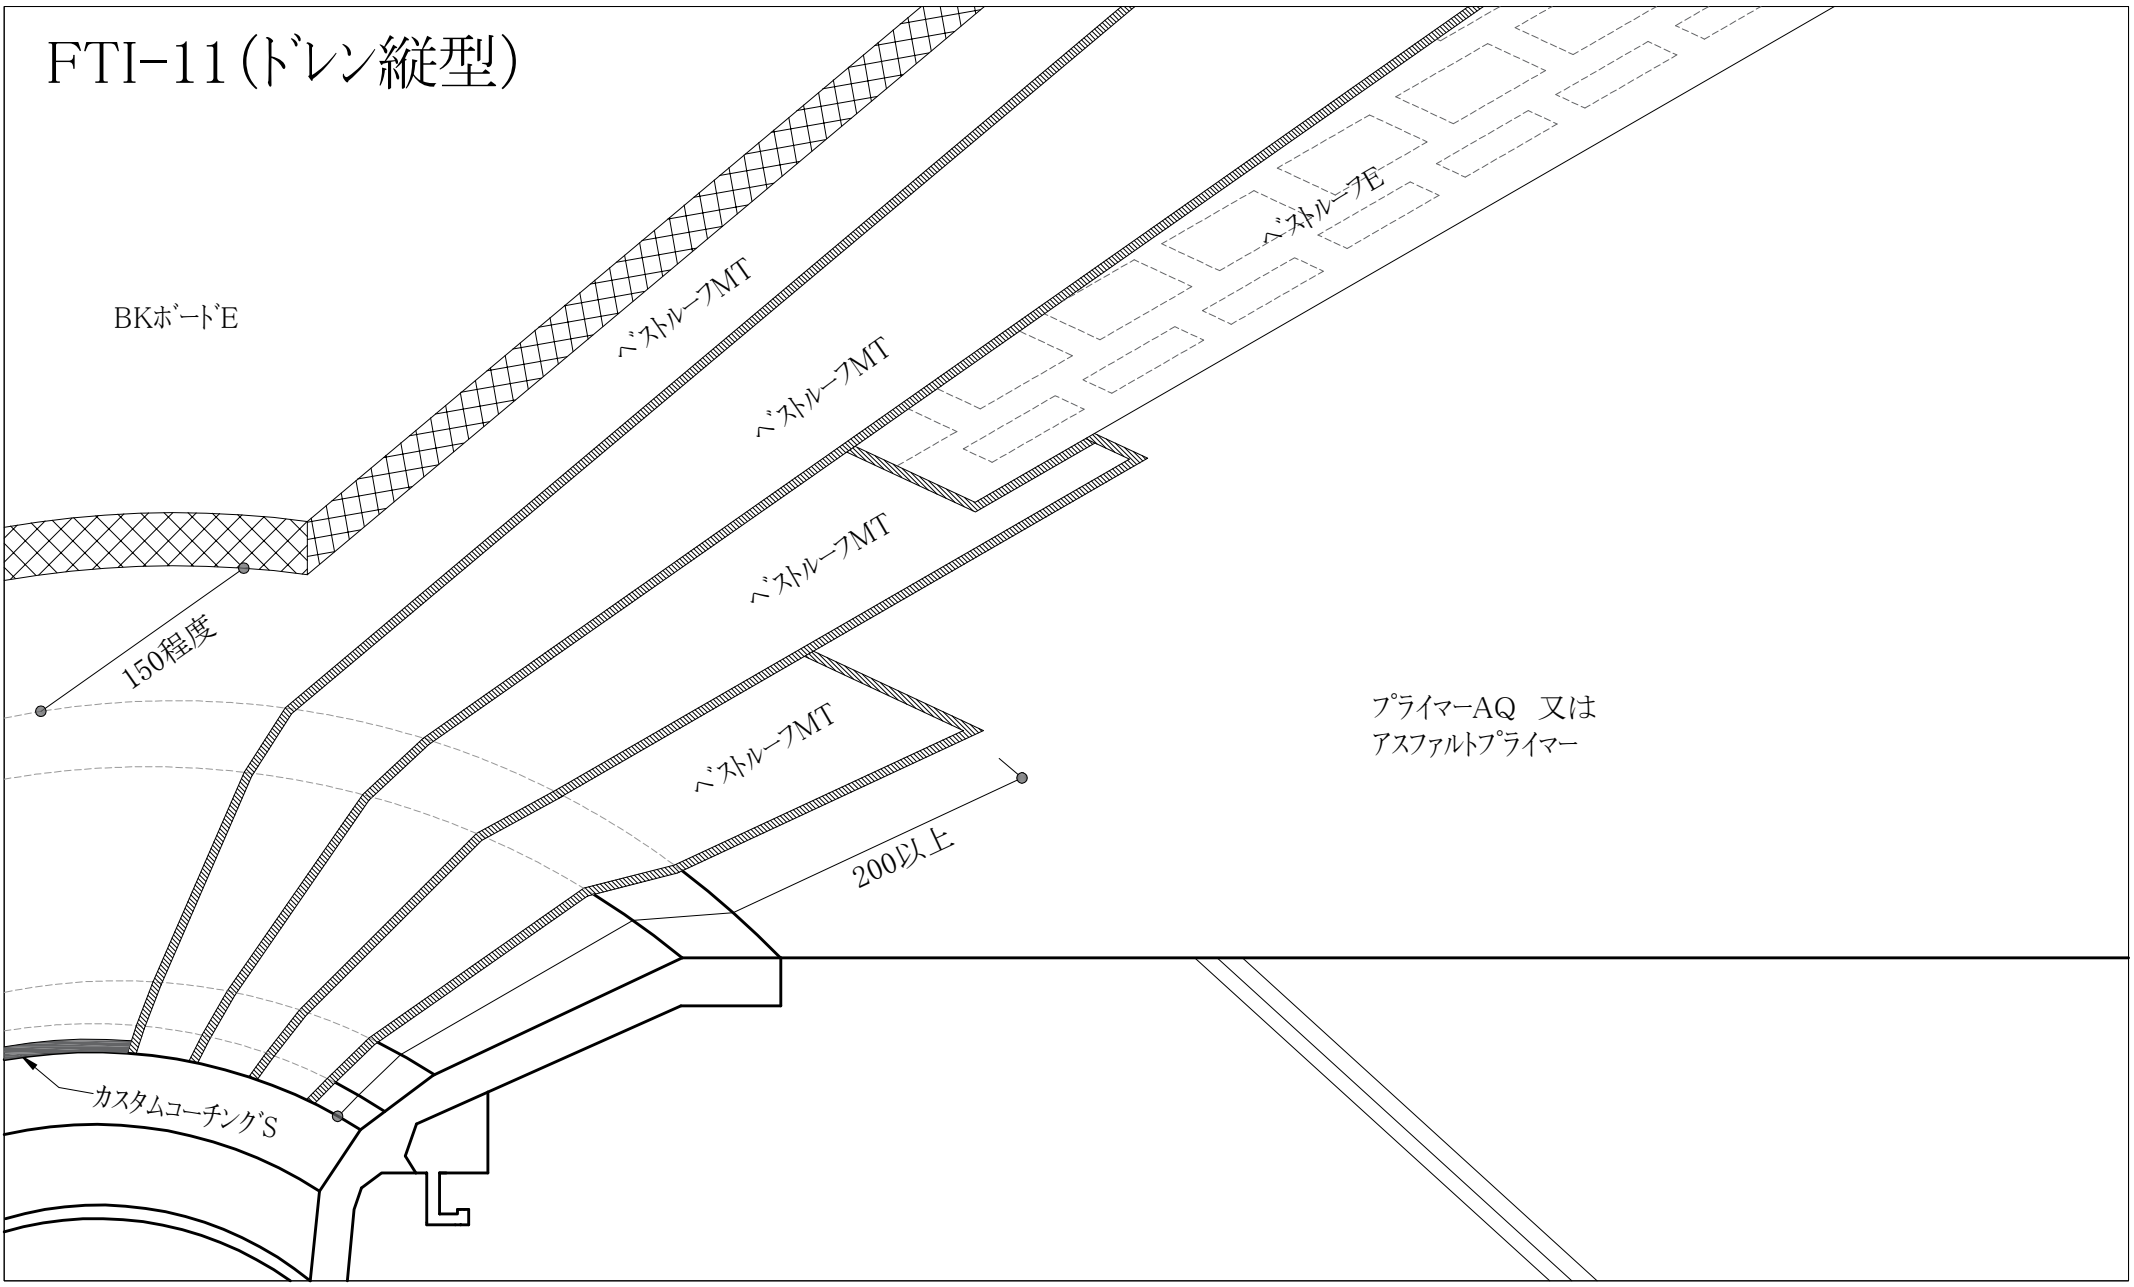 FTI-11(ドレン縦型)
ベストルーフE
ベストルーフMT
BKボードE
ベストルーフMT
ベストルーフMT
150程度
ベストルーフMT
プライマーAQ 又は
アスファルトプライマー
200以上
カスタムコーチングS